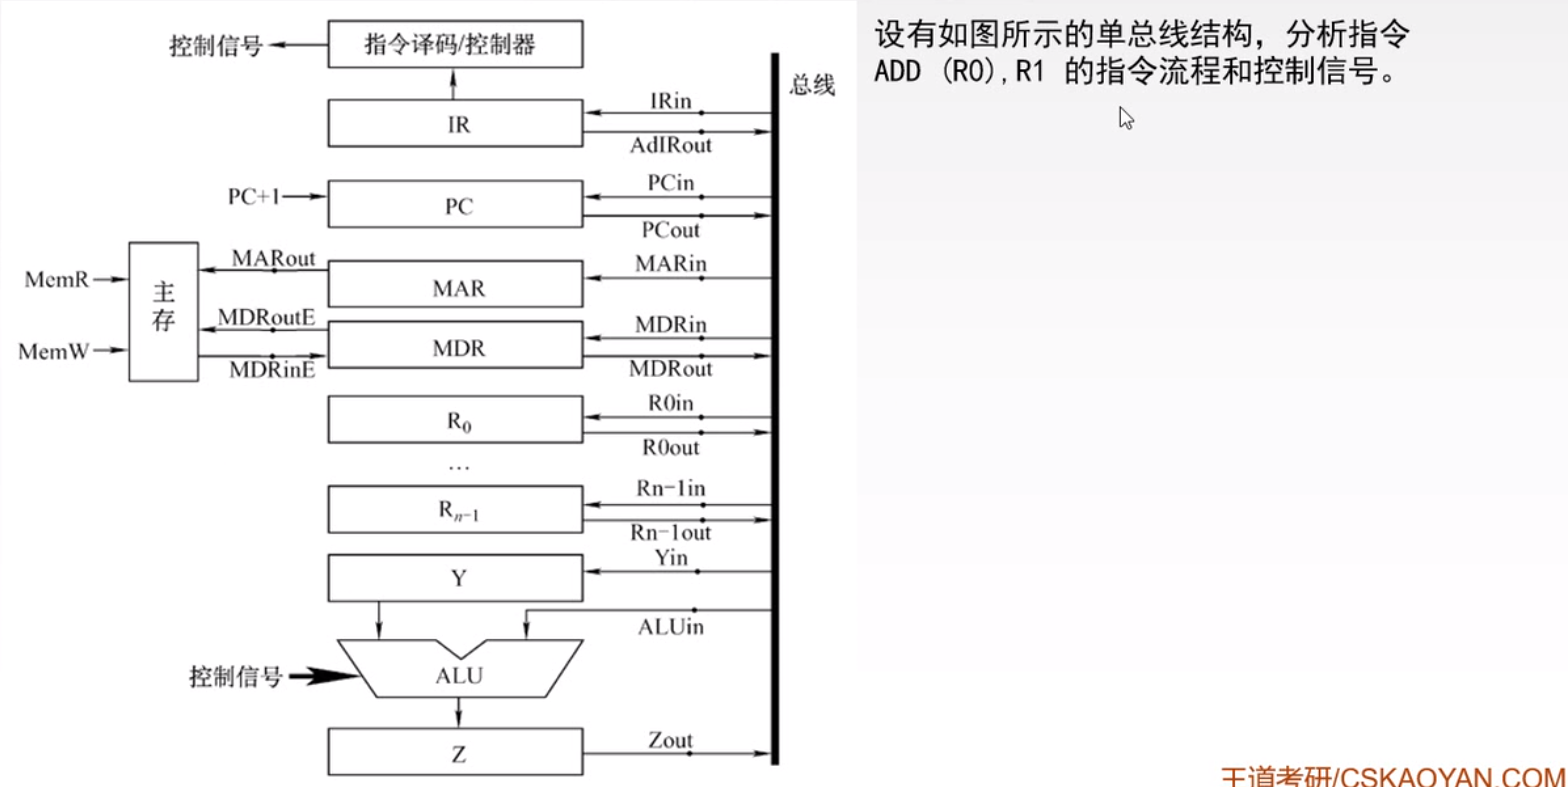 设有如图所示的单总线结构，分析指令
ADD (R0),R1 的指令流程和控制信号。
控制信号
指令译码/控制器
总线
IRin
IR
AdIRout
PC+1
PCin
PC
PCout
MARout
MARin
MemR
MAR
主存
MDRoutE
MDRin
MemW
MDR
MDRinE
MDRout
R0in
R0
R0out
…
Rn-1in
Rn-1
Rn-1out
Yin
Y
ALUin
控制信号
ALU
Zout
Z
王道考研/CSKAOYAN.COM